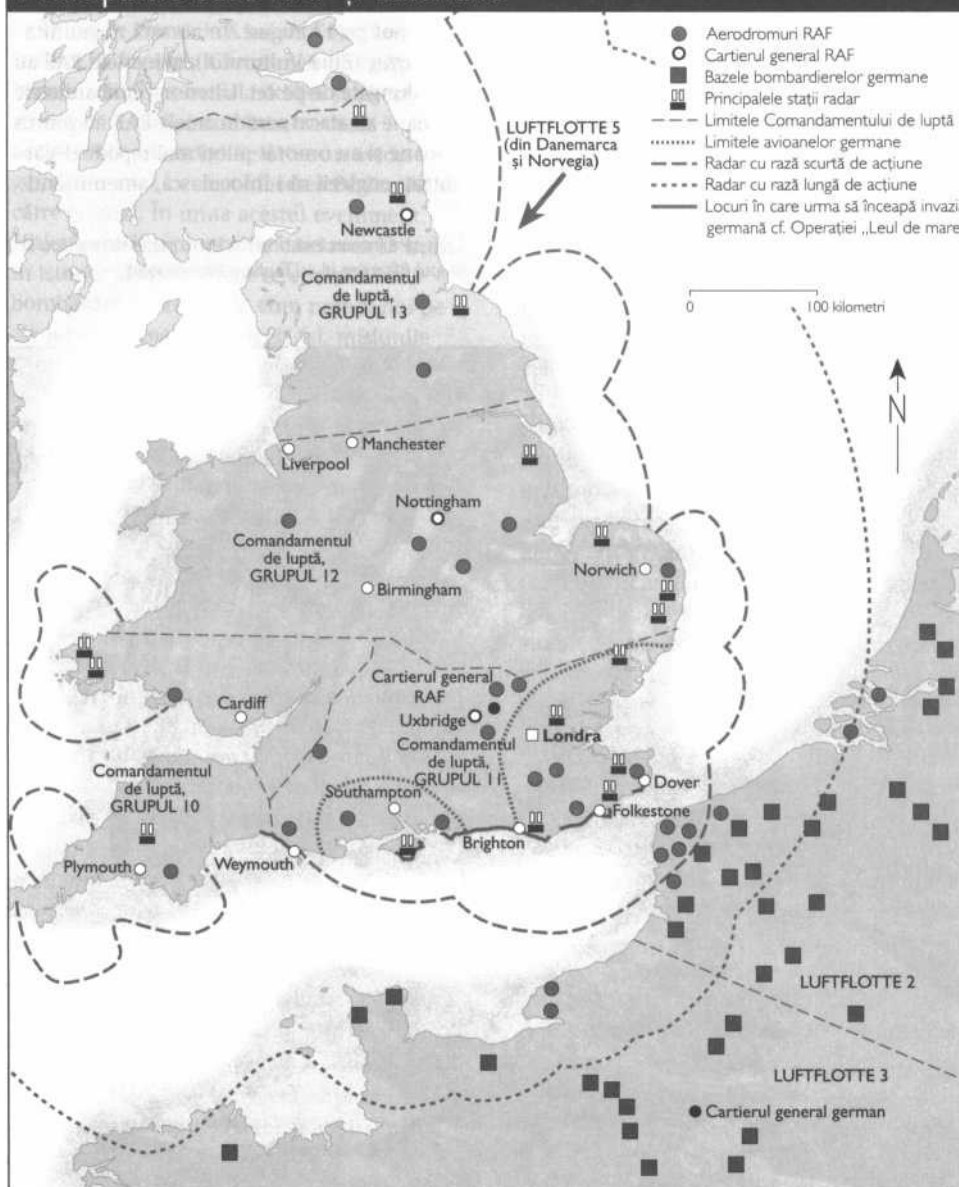 Aerodromuri RAF
Cartierul general RAF
Bazele bombardierelor germane
Principalele stații radar
Limitele Comandamentului de luptă
Limitele avioanelor germane
Radar cu rază scurtă de acțiune
Radar cu rază lungă de acțiune
Locuri în care urma să înceapă
germană cf. Operației „Leul de mare
0 100 kilometri
N
LUFTFLOTTE 5
(din Danemarca
și Norvegia)
Newcastle
Comandamentul
de luptă,
GRUPUL 13
Manchester
Liverpool
Nottingham
Comandamentul
de luptă,
GRUPUL 12
Norwich
Birmingham
Cartierul general
RAF
Cardiff
Uxbridge
Londra
Comandamentul
de luptă,
GRUPUL 11
Comandamentul
de luptă,
GRUPUL 10
Southampton
Dover
Folkestone
Brighton
Weymouth
Plymouth
LUFTFLOTTE 2
LUFTFLOTTE 3
Cartierul general german